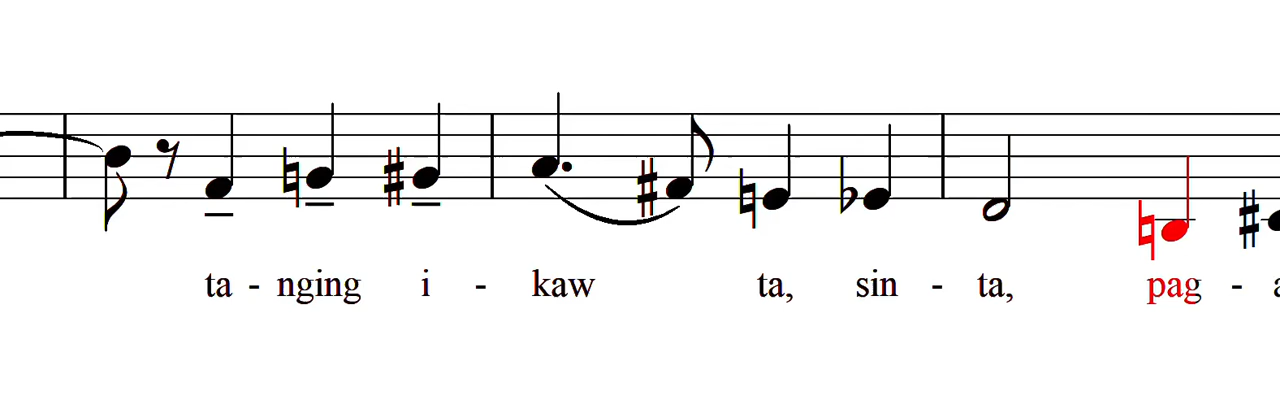 ta - nging i - kaw ta, sin - ta, pag - a